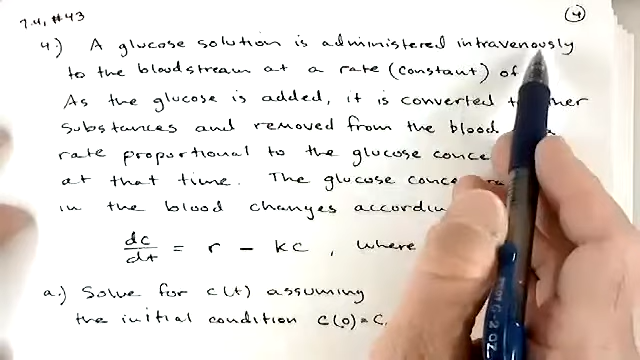 7.4, #43
(4)
4.) A glucose solution is administered intravenously
to the bloodstream at a rate (constant) of
As the glucose is added, it is converted
substances and removed from the blood
rate proportional to the glucose
at that time. The glucose
in the blood changes
dc/dt = r - kc, where
a.) Solve for c(t) assuming
the initial condition c(0) = C